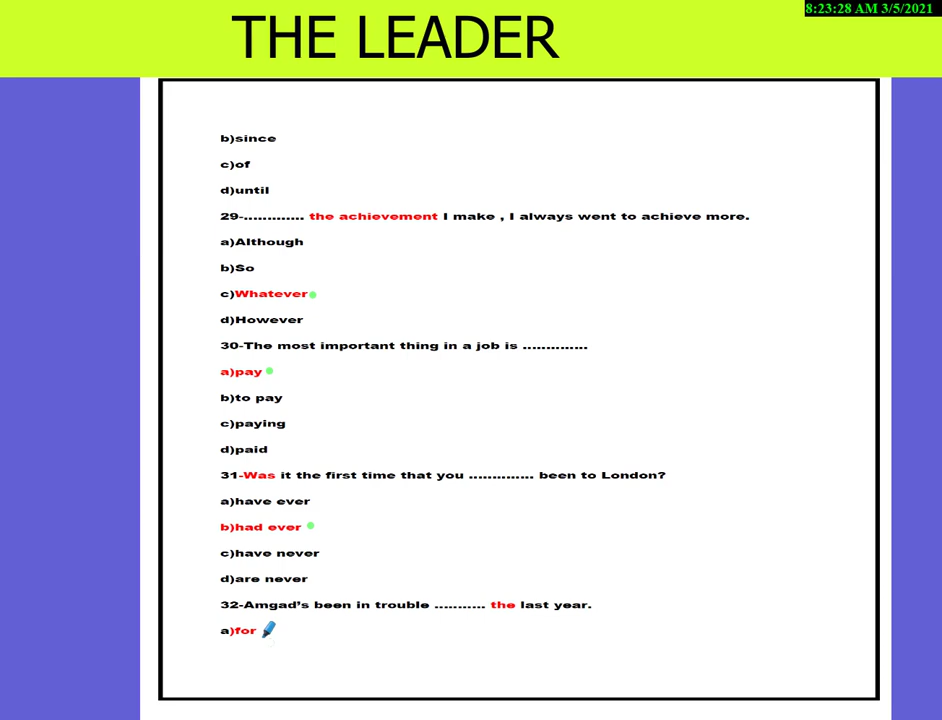 8:23:28 AM 3/5/2021
THE LEADER
b)since
c)of
d)until
29-............. the achievement I make , I always went to achieve more.
a)Although
b)So
c)Whatever
d)However
30-The most important thing in a job is ..............
a)pay
b)to pay
c)paying
d)paid
31-Was it the first time that you .............. been to London?
a)have ever
b)had ever
c)have never
d)are never
32-Amgad's been in trouble ........... the last year.
a)for